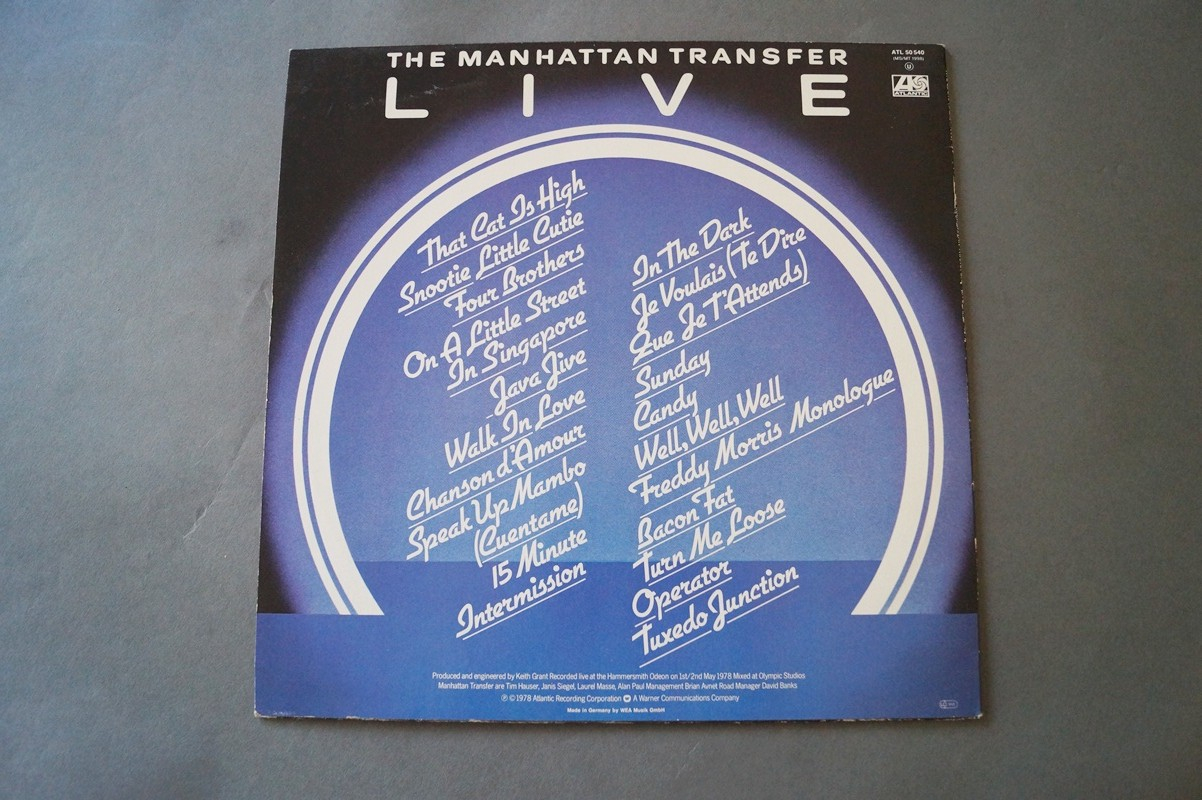 THE MANHATTAN TRANSFER
LIVE
ATL 50 540
(MS/MT 1998)
U
ATLANTIC
That Cat Is High
Snootie Little Cutie
Four Brothers
On A Little Street
In Singapore
Java Jive
Walk In Love
Chanson d'Amour
Speak Up Mambo
(Cuentame)
15 Minute
Intermission
In The Dark
Je Voulais (Te Dire
Que Je T'Attends)
Sunday
Candy
Well, Well, Well
Freddy Morris Monologue
Bacon Fat
Turn Me Loose
Operator
Tuxedo Junction
Produced and engineered by Keith Grant Recorded live at the Hammersmith Odeon on 1st/2nd May 1978 Mixed at Olympic Studios
Manhattan Transfer are Tim Hauser, Janis Siegel, Laurel Masse, Alan Paul Management Brian Avnet Road Manager David Banks
℗ © 1978 Atlantic Recording Corporation A Warner Communications Company
Made in Germany by WEA Musik GmbH